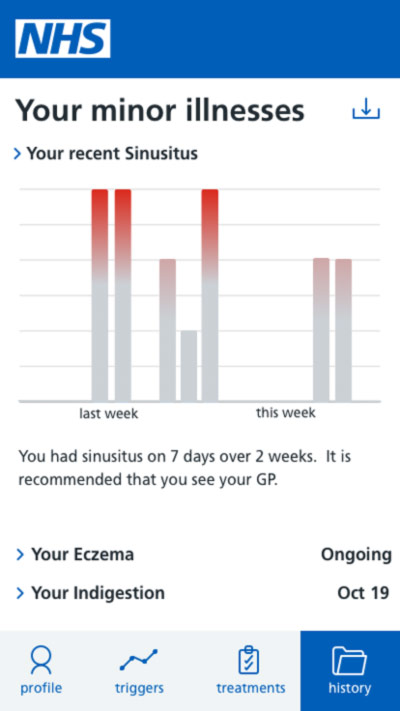 NHS
Your minor illnesses
Your recent Sinusitus
last week this week
You had sinusitus on 7 days over 2 weeks. It is
recommended that you see your GP.
Your Eczema Ongoing
Your Indigestion Oct 19
profile triggers treatments history